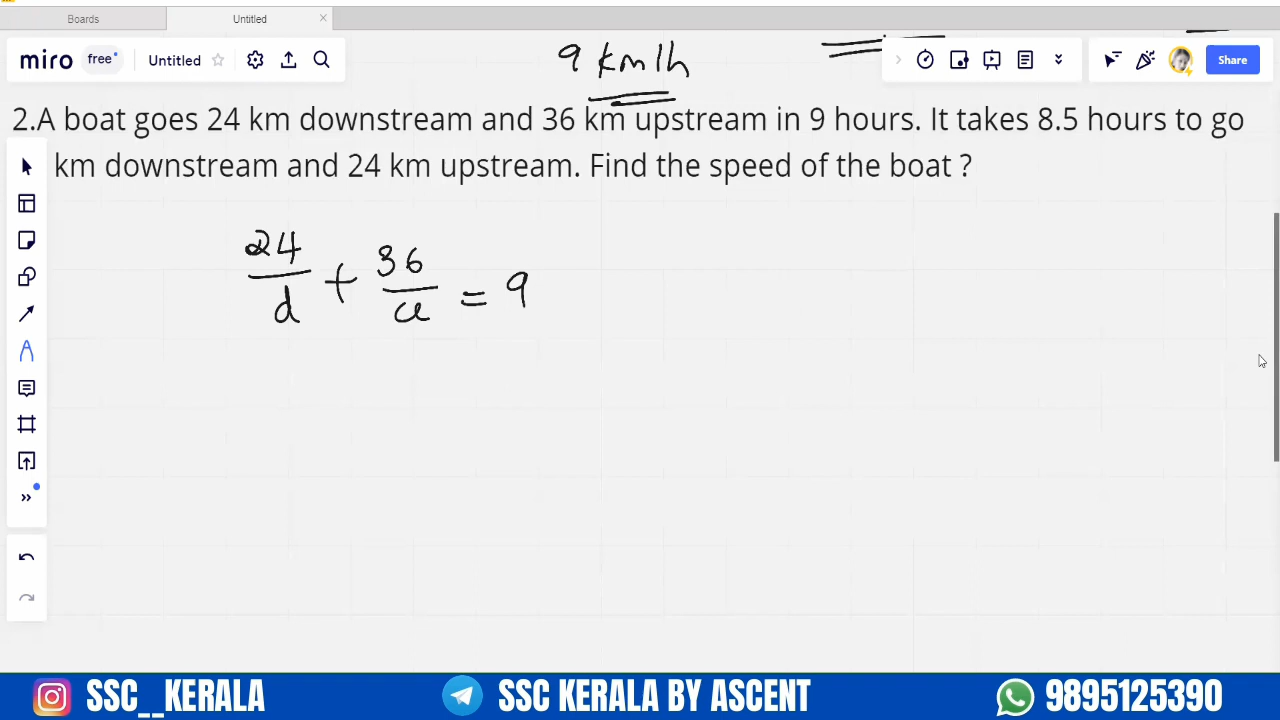 Boards
Untitled
miro free Untitled
Share
9 km/h
2.A boat goes 24 km downstream and 36 km upstream in 9 hours. It takes 8.5 hours to go
km downstream and 24 km upstream. Find the speed of the boat ?
24/d + 36/u = 9
SSC__KERALA
SSC KERALA BY ASCENT
9895125390